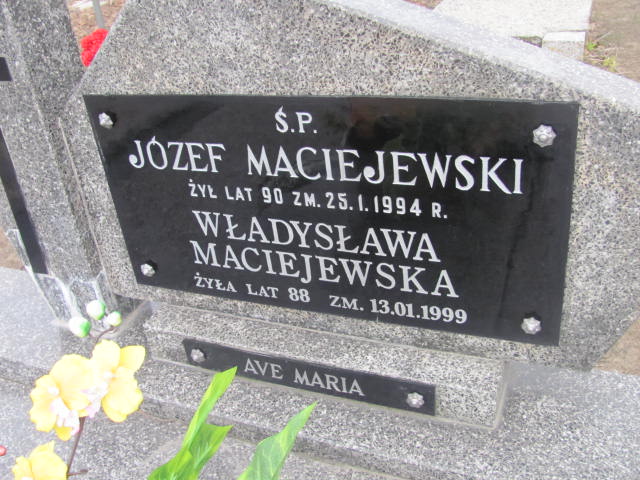 Ś.P.
JÓZEF MACIEJEWSKI
ŻYŁ LAT 90 ZM. 25.1.1994 R.
WŁADYSŁAWA
MACIEJEWSKA
ŻYŁA LAT 88 ZM. 13.01.1999
AVE MARIA